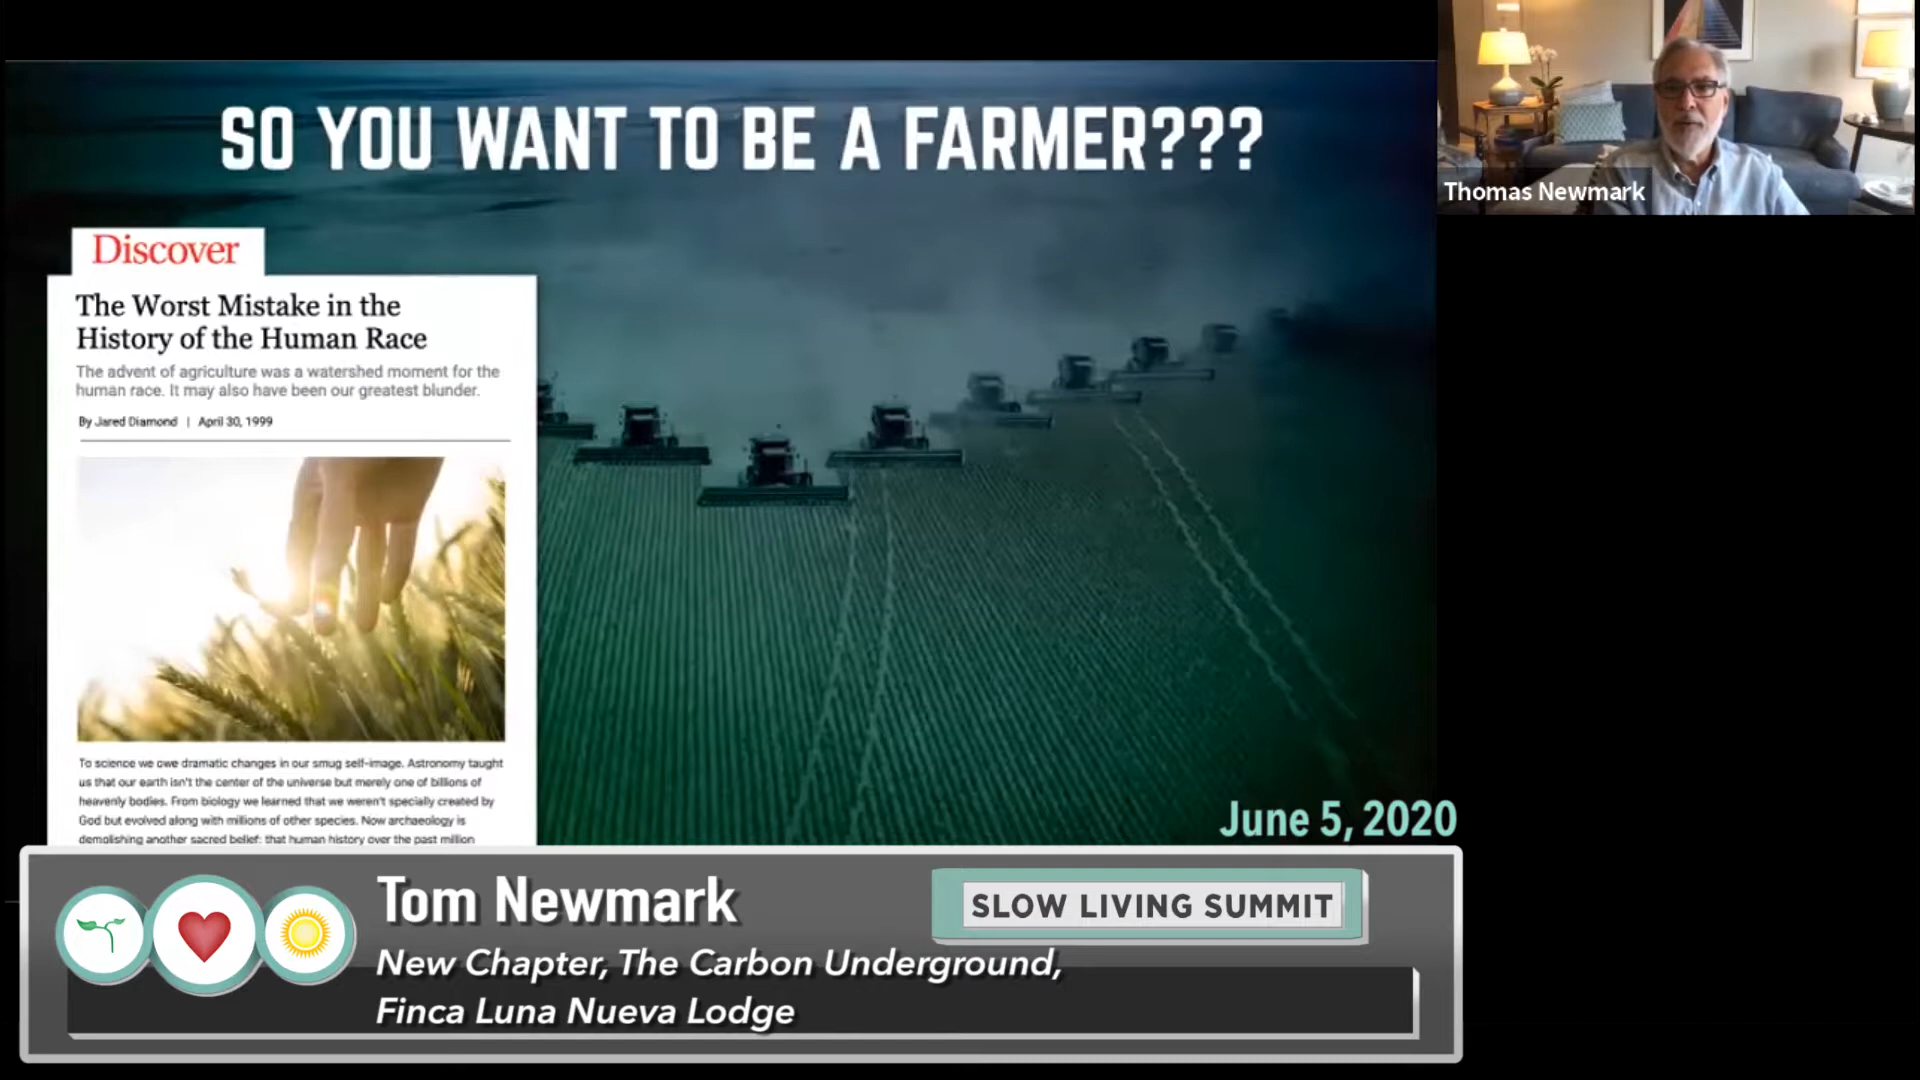 SO YOU WANT TO BE A FARMER???
Thomas Newmark
Discover
The Worst Mistake in the
History of the Human Race
The advent of agriculture was a watershed moment for the
human race. It may also have been our greatest blunder.
By Jared Diamond | April 30, 1999
To science we owe dramatic changes in our smug self-image. Astronomy taught
us that our earth isn't the center of the universe but merely one of billions of
heavenly bodies. From biology we learned that we weren't specially created by
God but evolved along with millions of other species. Now archaeology is
demolishing another sacred belief: that human history over the past million
June 5, 2020
Tom Newmark
SLOW LIVING SUMMIT
New Chapter, The Carbon Underground,
Finca Luna Nueva Lodge